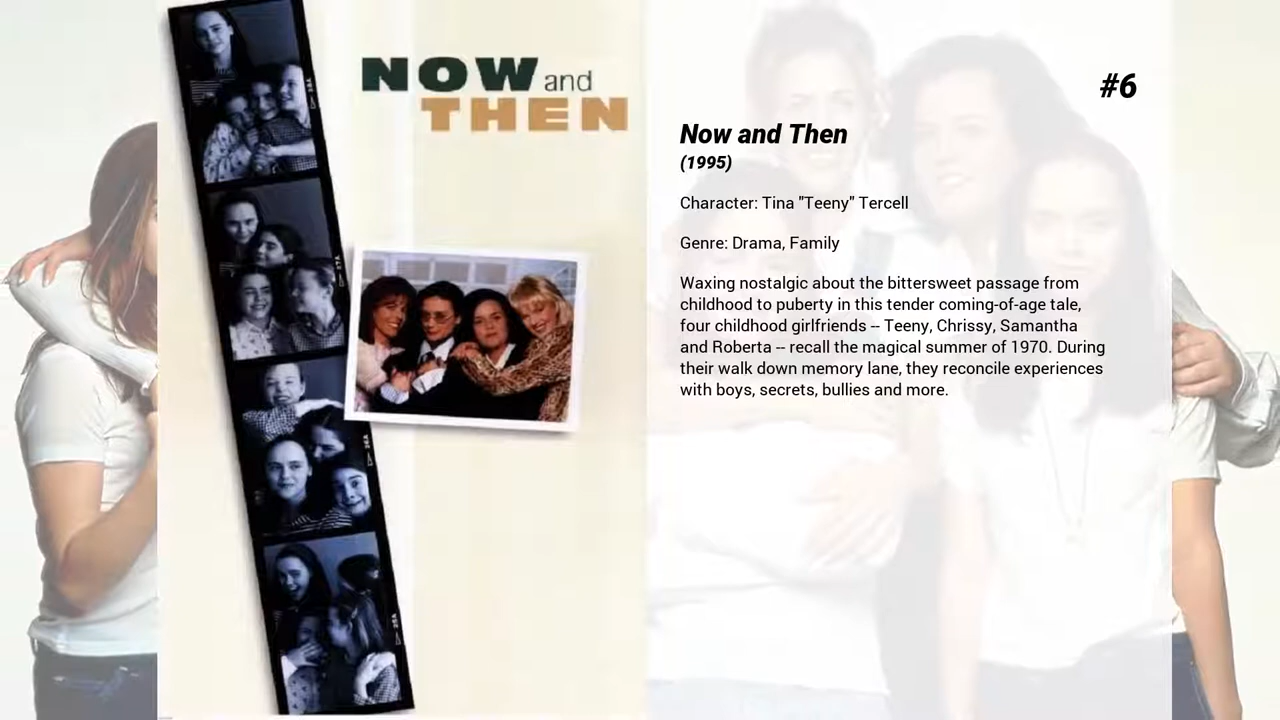 NOW and
THEN
#6
Now and Then
(1995)
Character: Tina "Teeny" Tercell
Genre: Drama, Family
Waxing nostalgic about the bittersweet passage from
childhood to puberty in this tender coming-of-age tale,
four childhood girlfriends -- Teeny, Chrissy, Samantha
and Roberta -- recall the magical summer of 1970. During
their walk down memory lane, they reconcile experiences
with boys, secrets, bullies and more.